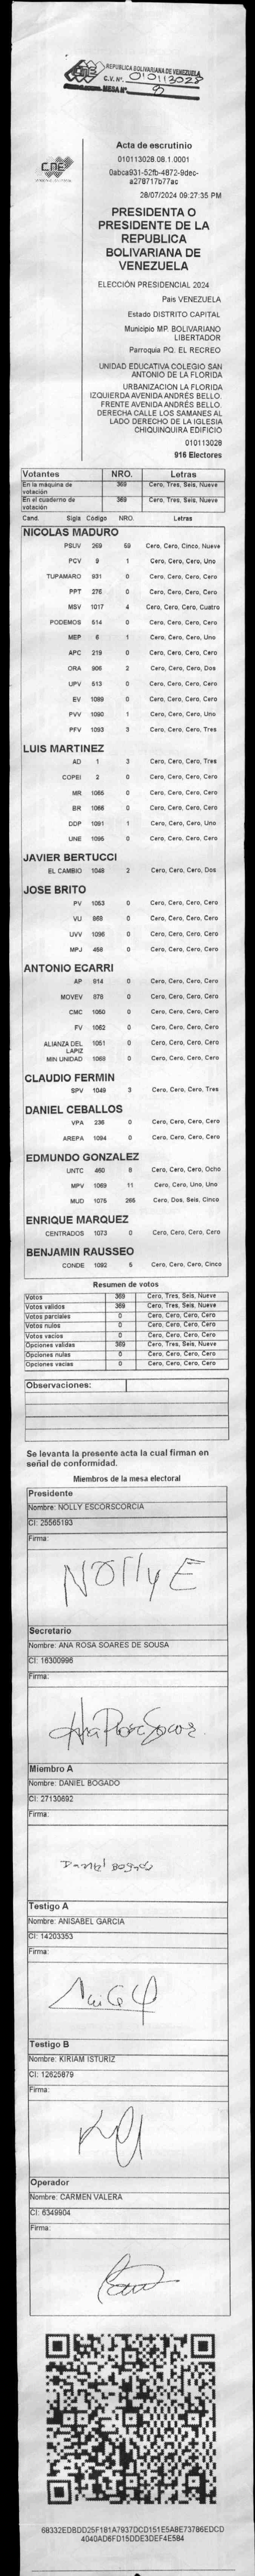 CNE REPUBLICA BOLIVARIANA DE VENEZUELA
C.V. Nº. 010113028
MESA Nº 8
CNE
Acta de escrutinio
010113028.08.1.0001
0abca931-52fb-4872-9dec-
a278717b77ac
28/07/2024 09:27:35 PM
PRESIDENTA O
PRESIDENTE DE LA
REPUBLICA
BOLIVARIANA DE
VENEZUELA
ELECCIÓN PRESIDENCIAL 2024
Pais VENEZUELA
Estado DISTRITO CAPITAL
Municipio MP. BOLIVARIANO
LIBERTADOR
Parroquia PQ. EL RECREO
UNIDAD EDUCATIVA COLEGIO SAN
ANTONIO DE LA FLORIDA
URBANIZACION LA FLORIDA
IZQUIERDA AVENIDA ANDRÉS BELLO.
FRENTE AVENIDA ANDRÉS BELLO.
DERECHA CALLE LOS SAMANES AL
LADO DERECHO DE LA IGLESIA
CHIQUINQUIRA EDIFICIO
010113028
916 Electores
Votantes NRO. Letras
En la máquina de votación 369 Cero, Tres, Seis, Nueve
En el cuaderno de votación 369 Cero, Tres, Seis, Nueve
Cand. Sigla Código NRO. Letras
NICOLAS MADURO
PSUV 269 59 Cero, Cero, Cinco, Nueve
PCV 9 1 Cero, Cero, Cero, Uno
TUPAMARO 931 0 Cero, Cero, Cero, Cero
PPT 275 0 Cero, Cero, Cero, Cero
MSV 1017 4 Cero, Cero, Cero, Cuatro
PODEMOS 514 0 Cero, Cero, Cero, Cero
MEP 6 1 Cero, Cero, Cero, Uno
APC 219 0 Cero, Cero, Cero, Cero
ORA 906 2 Cero, Cero, Cero, Dos
UPV 513 0 Cero, Cero, Cero, Cero
EV 1089 0 Cero, Cero, Cero, Cero
PVV 1090 1 Cero, Cero, Cero, Uno
PFV 1093 3 Cero, Cero, Cero, Tres
LUIS MARTINEZ
AD 1 3 Cero, Cero, Cero, Tres
COPEI 2 0 Cero, Cero, Cero, Cero
MR 1066 0 Cero, Cero, Cero, Cero
BR 1068 0 Cero, Cero, Cero, Cero
DDP 1091 1 Cero, Cero, Cero, Uno
UNE 1095 0 Cero, Cero, Cero, Cero
JAVIER BERTUCCI
EL CAMBIO 1048 2 Cero, Cero, Cero, Dos
JOSE BRITO
PV 1053 0 Cero, Cero, Cero, Cero
VU 868 0 Cero, Cero, Cero, Cero
UVV 1096 0 Cero, Cero, Cero, Cero
MPJ 458 0 Cero, Cero, Cero, Cero
ANTONIO ECARRI
AP 914 0 Cero, Cero, Cero, Cero
MOVEV 878 0 Cero, Cero, Cero, Cero
CMC 1050 0 Cero, Cero, Cero, Cero
FV 1062 0 Cero, Cero, Cero, Cero
ALIANZA DEL LAPIZ 1051 0 Cero, Cero, Cero, Cero
MIN UNIDAD 1068 0 Cero, Cero, Cero, Cero
CLAUDIO FERMIN
SPV 1049 3 Cero, Cero, Cero, Tres
DANIEL CEBALLOS
VPA 236 0 Cero, Cero, Cero, Cero
AREPA 1094 0 Cero, Cero, Cero, Cero
EDMUNDO GONZALEZ
UNTC 460 8 Cero, Cero, Cero, Ocho
MPV 1069 11 Cero, Cero, Uno, Uno
MUD 1075 265 Cero, Dos, Seis, Cinco
ENRIQUE MARQUEZ
CENTRADOS 1073 0 Cero, Cero, Cero, Cero
BENJAMIN RAUSSEO
CONDE 1092 5 Cero, Cero, Cero, Cinco
Resumen de votos
Votos 369 Cero, Tres, Seis, Nueve
Votos validos 369 Cero, Tres, Seis, Nueve
Votos parciales 0 Cero, Cero, Cero, Cero
Votos nulos 0 Cero, Cero, Cero, Cero
Votos vacios 0 Cero, Cero, Cero, Cero
Opciones validas 369 Cero, Tres, Seis, Nueve
Opciones nulas 0 Cero, Cero, Cero, Cero
Opciones vacias 0 Cero, Cero, Cero, Cero
Observaciones:
Se levanta la presente acta la cual firman en
señal de conformidad.
Miembros de la mesa electoral
Presidente
Nombre: NOLLY ESCORSCORCIA
CI: 25565193
Firma:
Nolly E
Secretario
Nombre: ANA ROSA SOARES DE SOUSA
CI: 16300996
Firma:
Ana Rosa Soares
Miembro A
Nombre: DANIEL BOGADO
CI: 27130692
Firma:
Daniel Bogado
Testigo A
Nombre: ANISABEL GARCIA
CI: 14203353
Firma:
Testigo B
Nombre: KIRIAM ISTURIZ
CI: 12625879
Firma:
Operador
Nombre: CARMEN VALERA
CI: 6349904
Firma:
68332EDBDD25F181A7937DCD151E5A8E73786EDCD
4040AD6FD15DDE3DEF4E584